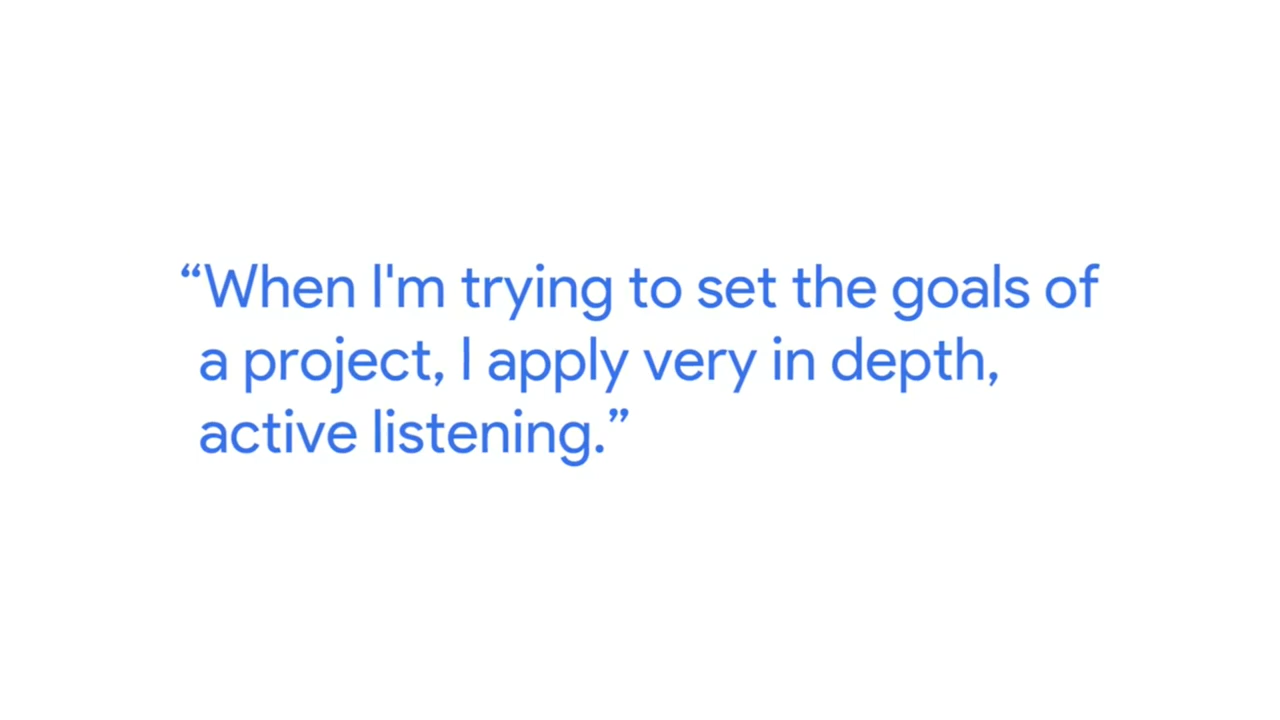 “When I'm trying to set the goals of
a project, I apply very in depth,
active listening.”